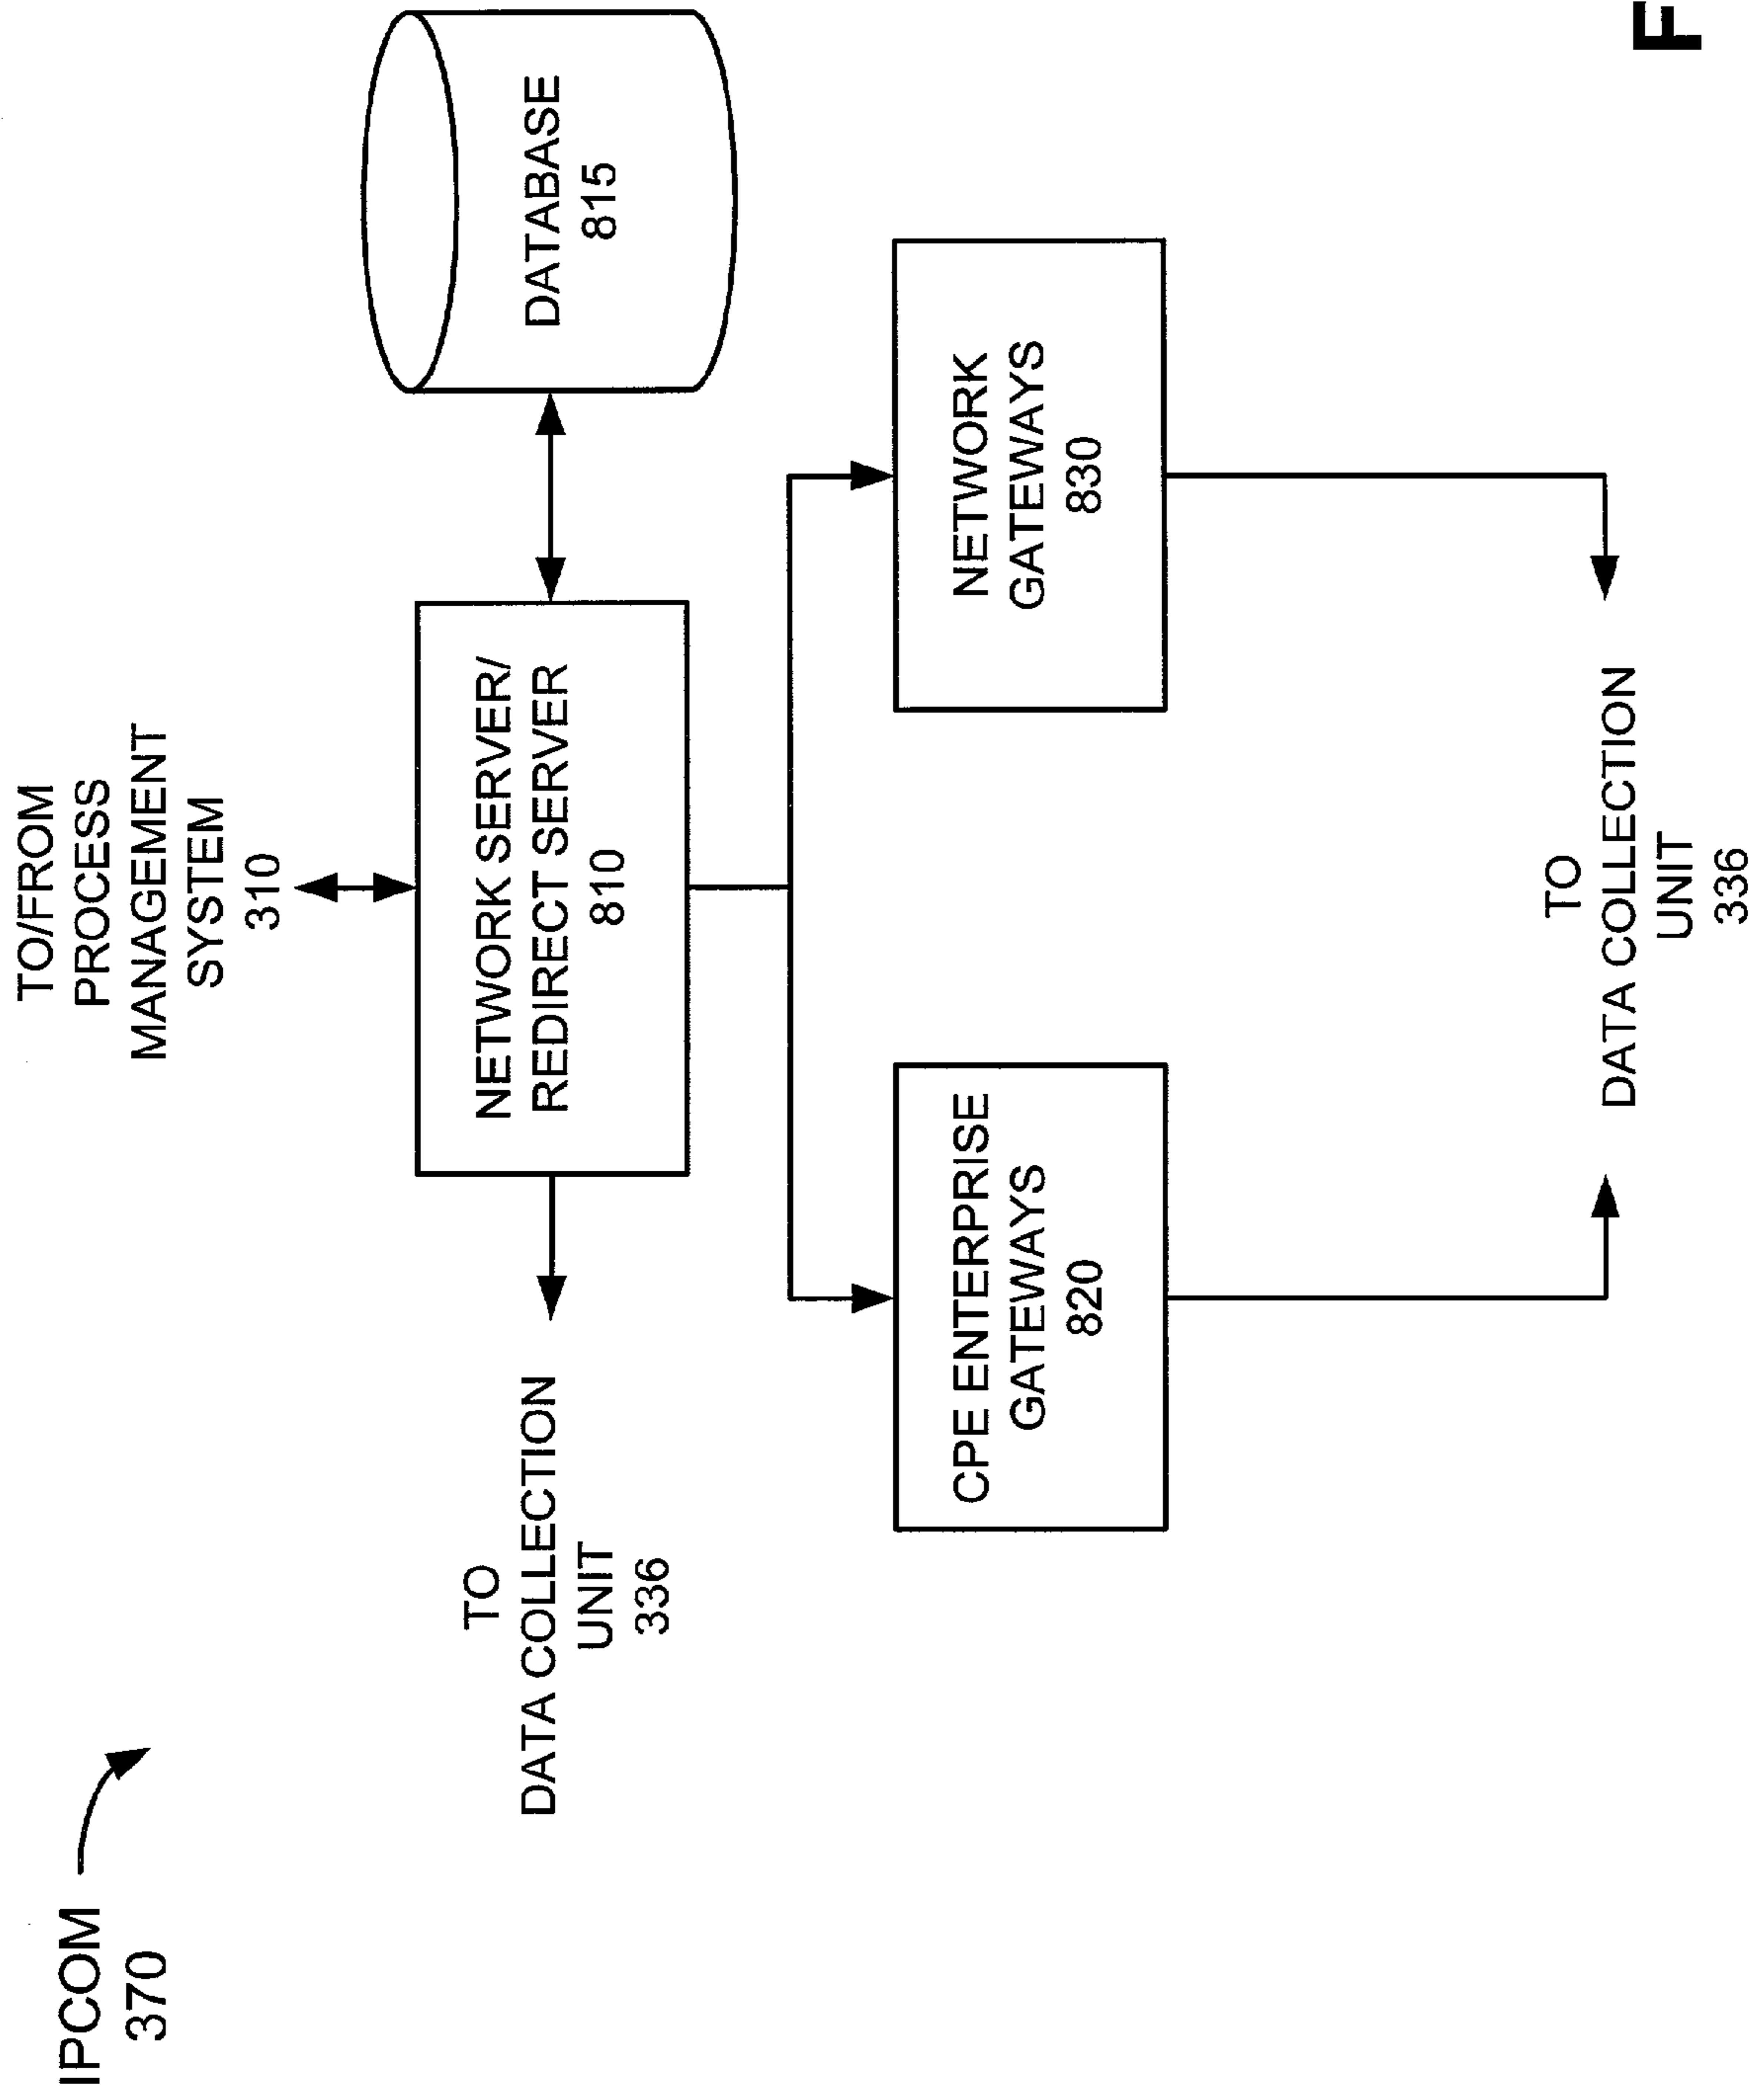 IPCOM
370
TO/FROM
PROCESS
MANAGEMENT
SYSTEM
310
NETWORK SERVER/
REDIRECT SERVER
810
DATABASE
815
TO
DATA COLLECTION
UNIT
336
CPE ENTERPRISE
GATEWAYS
820
NETWORK
GATEWAYS
830
TO
DATA COLLECTION
UNIT
336
F